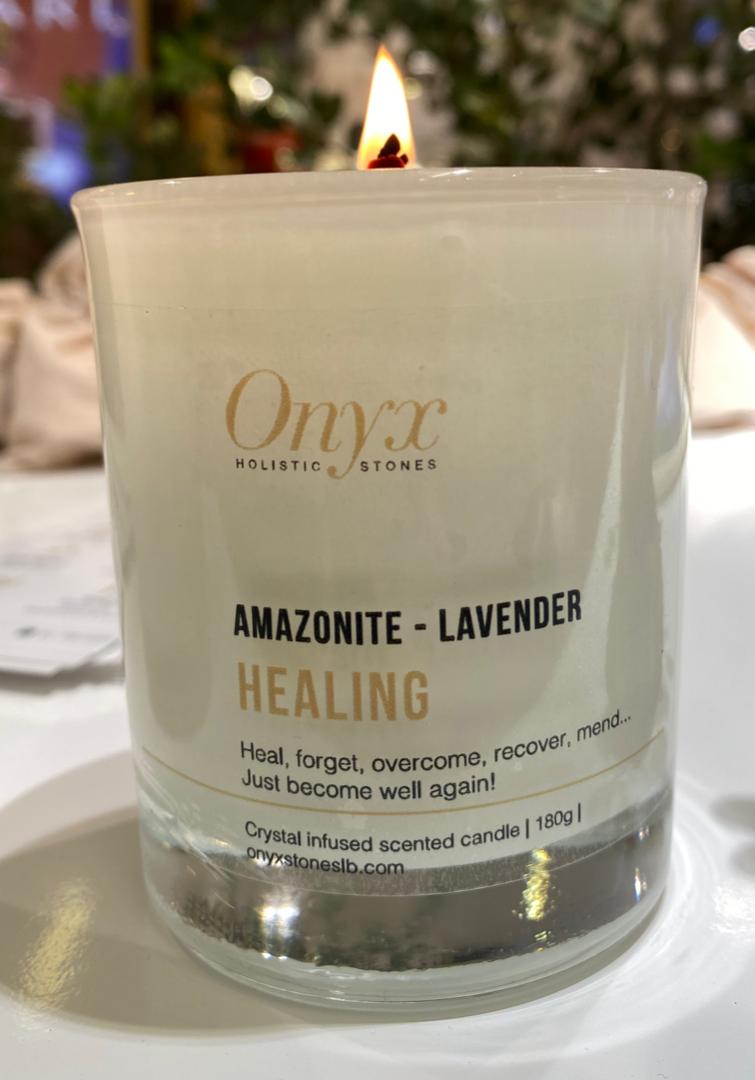 Onyx
HOLISTIC STONES
AMAZONITE - LAVENDER
HEALING
Heal, forget, overcome, recover, mend...
Just become well again!
Crystal infused scented candle | 180g |
onyxstoneslb.com